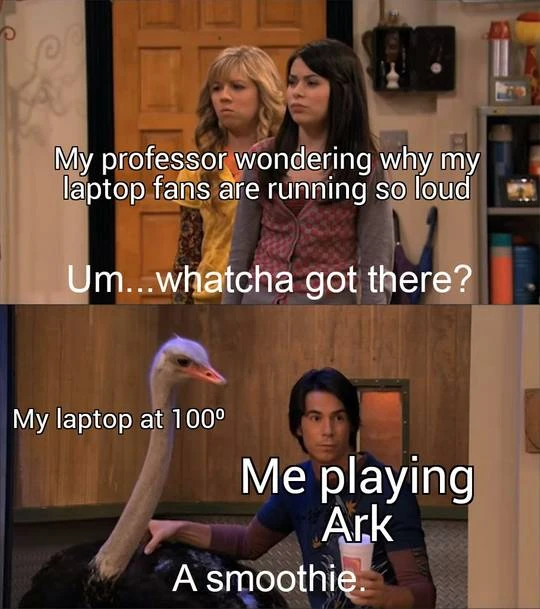 My professor wondering why my
laptop fans are running so loud
Um...whatcha got there?
My laptop at 100º
Me playing
Ark
A smoothie.